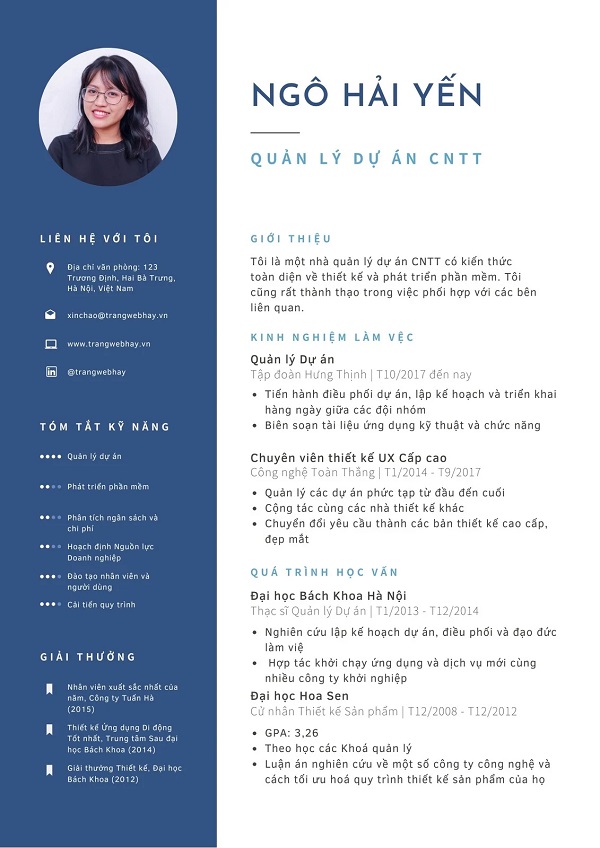 NGÔ HẢI YẾN
QUẢN LÝ DỰ ÁN CNTT
LIÊN HỆ VỚI TÔI
Địa chỉ văn phòng: 123
Trương Định, Hai Bà Trưng,
Hà Nội, Việt Nam
xinchao@trangwebhay.vn
www.trangwebhay.vn
@trangwebhay
TÓM TẮT KỸ NĂNG
Quản lý dự án
Phát triển phần mềm
Phân tích ngân sách và
chi phí
Hoạch định Nguồn lực
Doanh nghiệp
Đào tạo nhân viên và
người dùng
Cải tiến quy trình
GIẢI THƯỞNG
Nhân viên xuất sắc nhất của
năm, Công ty Tuấn Hà
(2015)
Thiết kế Ứng dụng Di động
Tốt nhất, Trung tâm Sau đại
học Bách Khoa (2014)
Giải thưởng Thiết kế, Đại học
Bách Khoa (2012)
GIỚI THIỆU
Tôi là một nhà quản lý dự án CNTT có kiến thức
toàn diện về thiết kế và phát triển phần mềm. Tôi
cũng rất thành thạo trong việc phối hợp với các bên
liên quan.
KINH NGHIỆM LÀM VỆC
Quản lý Dự án
Tập đoàn Hưng Thịnh | T10/2017 đến nay
• Tiến hành điều phối dự án, lập kế hoạch và triển khai
hàng ngày giữa các đội nhóm
• Biên soạn tài liệu ứng dụng kỹ thuật và chức năng
Chuyên viên thiết kế UX Cấp cao
Công nghệ Toàn Thắng | T1/2014 - T9/2017
• Quản lý các dự án phức tạp từ đầu đến cuối
• Cộng tác cùng các nhà thiết kế khác
• Chuyển đổi yêu cầu thành các bản thiết kế cao cấp,
đẹp mắt
QUÁ TRÌNH HỌC VẤN
Đại học Bách Khoa Hà Nội
Thạc sĩ Quản lý Dự án | T1/2013 - T12/2014
• Nghiên cứu lập kế hoạch dự án, điều phối và đạo đức
làm việ
• Hợp tác khởi chạy ứng dụng và dịch vụ mới cùng
nhiều công ty khởi nghiệp
Đại học Hoa Sen
Cử nhân Thiết kế Sản phẩm | T12/2008 - T12/2012
• GPA: 3,26
• Theo học các Khoá quản lý
• Luận án nghiên cứu về một số công ty công nghệ và
cách tối ưu hoá quy trình thiết kế sản phẩm của họ